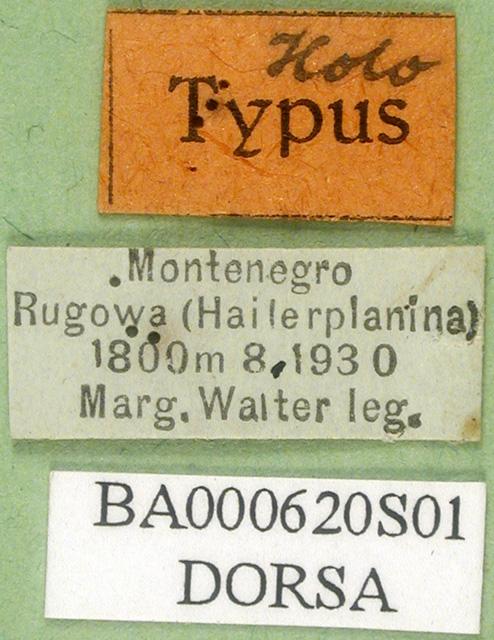 Holo
Typus
Montenegro
Rugowa (Hailerplanina)
1800m 8.1930
Marg. Walter leg.
BA000620S01
DORSA